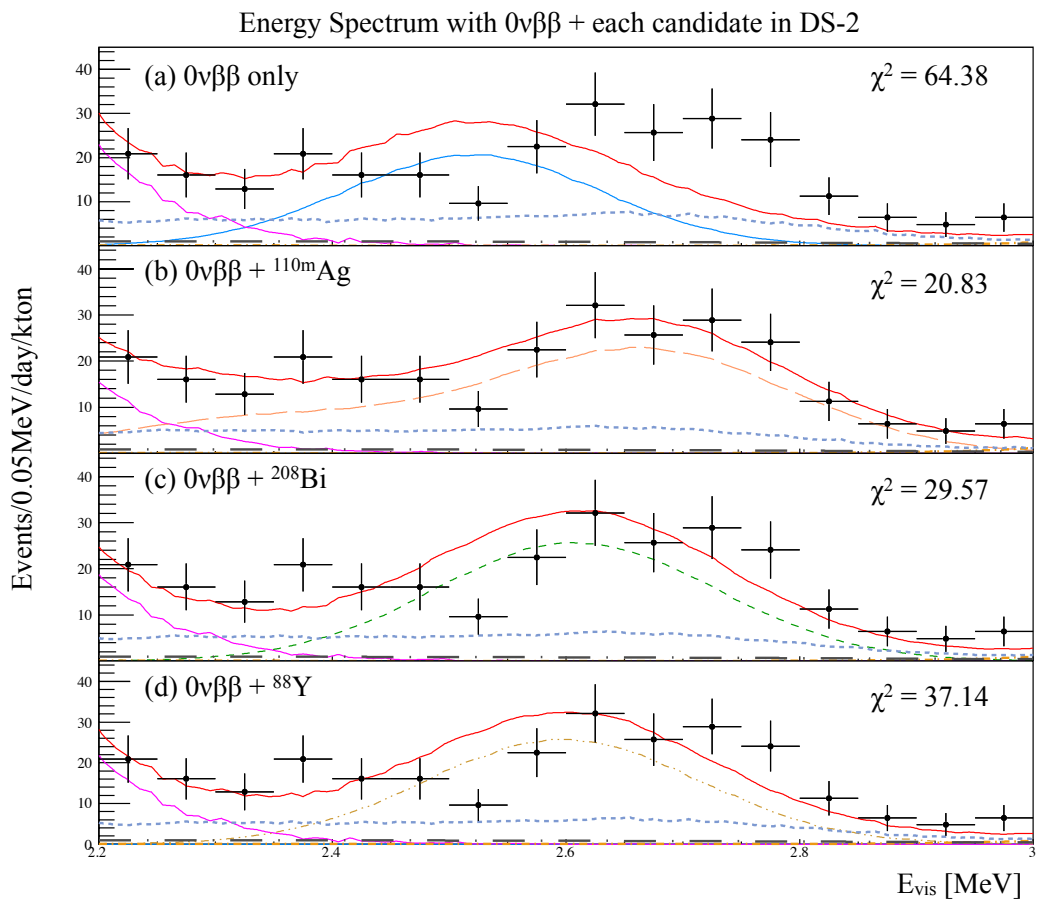 Energy Spectrum with 0νββ + each candidate in DS-2
(a) 0νββ only
χ² = 64.38
40
30
20
10
(b) 0νββ + ¹¹⁰ᵐAg
χ² = 20.83
40
30
20
10
(c) 0νββ + ²⁰⁸Bi
χ² = 29.57
40
30
20
10
(d) 0νββ + ⁸⁸Y
χ² = 37.14
40
30
20
10
0
2.2 2.4 2.6 2.8 3
Events/0.05MeV/day/kton
E_vis [MeV]